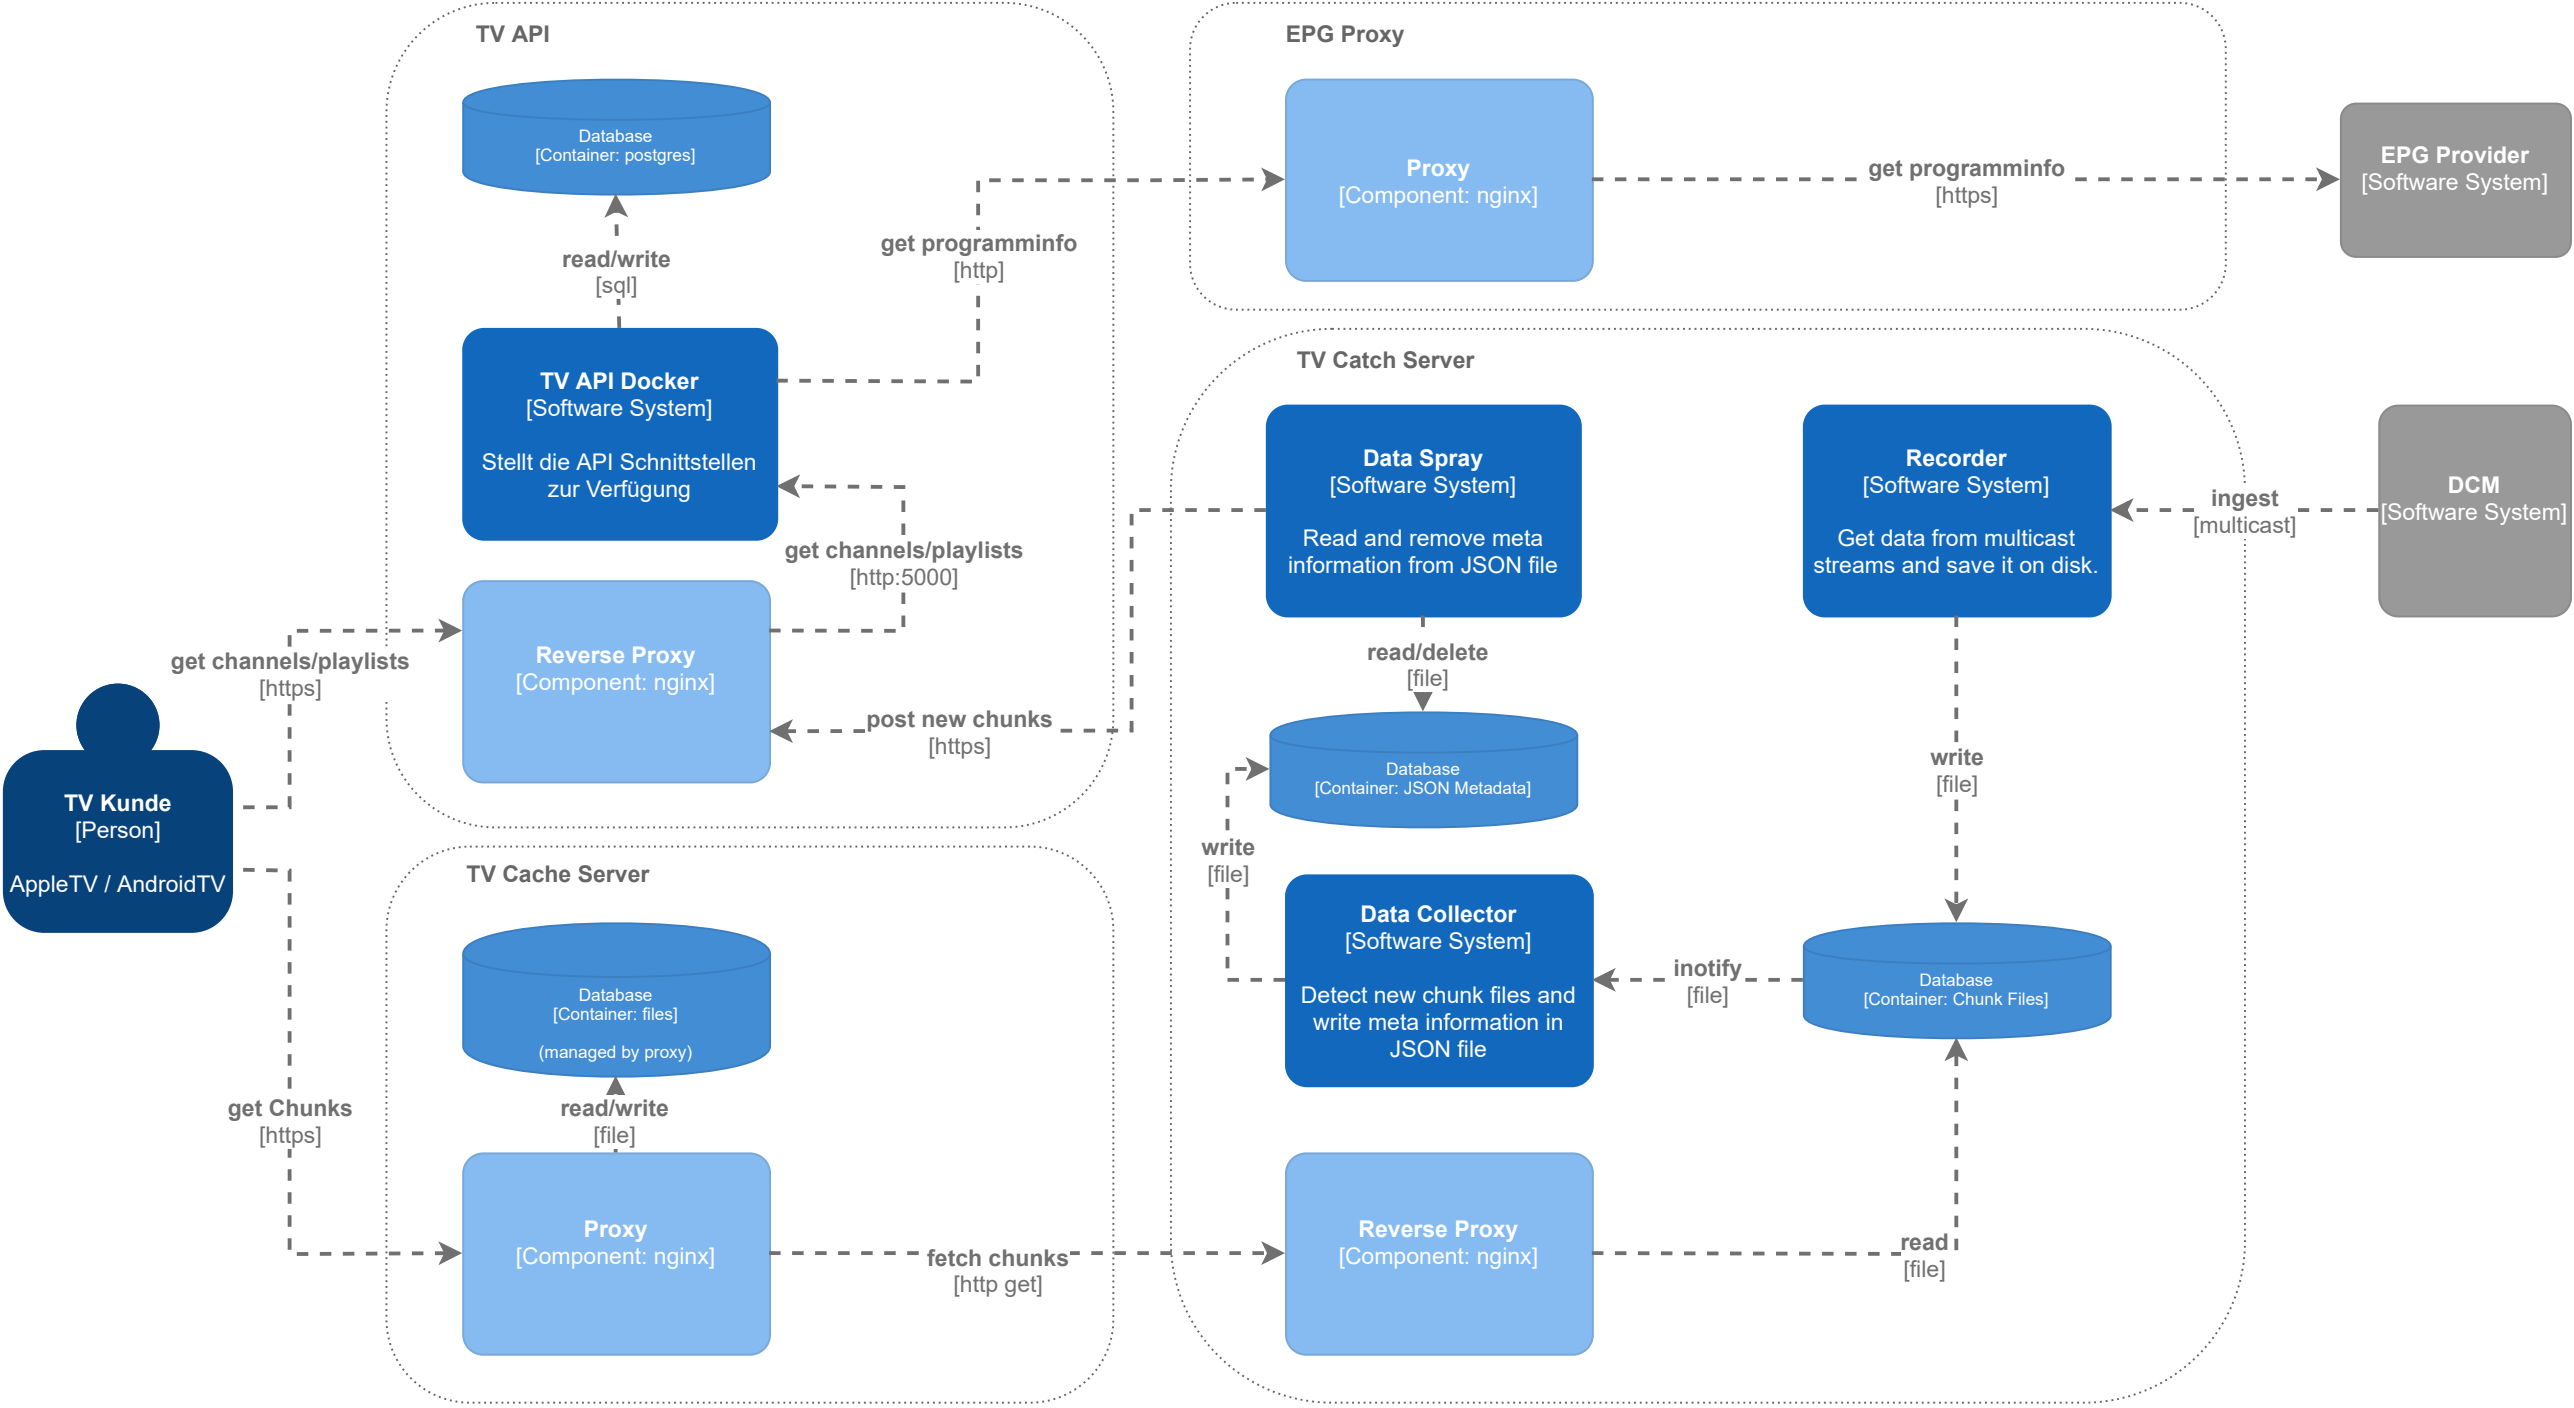 TV API
Database
[Container: postgres]
read/write
[sql]
TV API Docker
[Software System]
Stellt die API Schnittstellen
zur Verfügung
get programminfo
[http]
get channels/playlists
[http:5000]
Reverse Proxy
[Component: nginx]
get channels/playlists
[https]
post new chunks
[https]
TV Kunde
[Person]
AppleTV / AndroidTV
get Chunks
[https]
TV Cache Server
Database
[Container: files]
(managed by proxy)
read/write
[file]
Proxy
[Component: nginx]
fetch chunks
[http get]
EPG Proxy
Proxy
[Component: nginx]
get programminfo
[https]
EPG Provider
[Software System]
TV Catch Server
Data Spray
[Software System]
Read and remove meta
information from JSON file
Recorder
[Software System]
Get data from multicast
streams and save it on disk.
ingest
[multicast]
DCM
[Software System]
read/delete
[file]
Database
[Container: JSON Metadata]
write
[file]
write
[file]
Data Collector
[Software System]
Detect new chunk files and
write meta information in
JSON file
inotify
[file]
Database
[Container: Chunk Files]
Reverse Proxy
[Component: nginx]
read
[file]